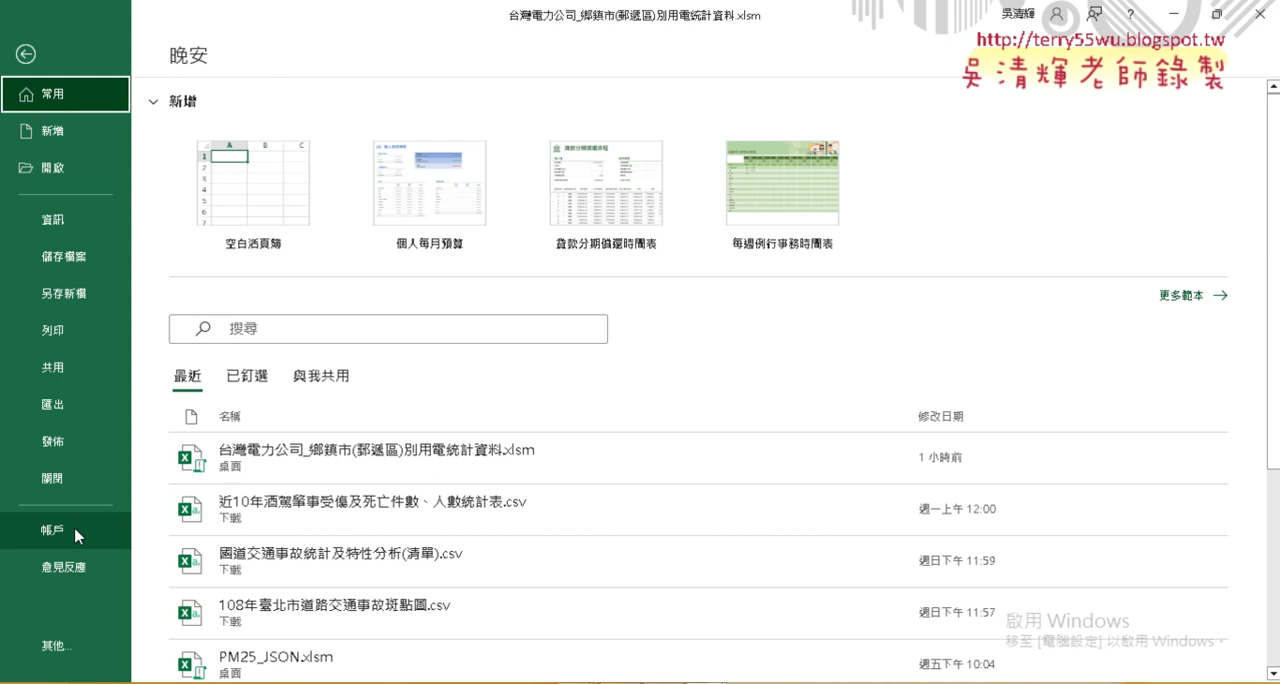 台灣電力公司_鄉鎮市(郵遞區)別用電統計資料.xlsm
吳清輝
?
http://terry55wu.blogspot.tw
吳清輝老師錄製
晚安
常用
新增
開啟
資訊
儲存檔案
另存新檔
列印
共用
匯出
發佈
關閉
帳戶
意見反應
其他...
新增
A B C
1
2
3
4
5
6
7
空白活頁簿
個人每月預算
貸款分期償還時間表
每週例行事務時間表
更多範本
搜尋
最近 已釘選 與我共用
名稱 修改日期
台灣電力公司_鄉鎮市(郵遞區)別用電統計資料.xlsm
桌面
1 小時前
近10年酒駕肇事受傷及死亡件數、人數統計表.csv
下載
週一上午 12:00
國道交通事故統計及特性分析(清單).csv
下載
週日下午 11:59
108年臺北市道路交通事故斑點圖.csv
下載
週日下午 11:57
PM25_JSON.xlsm
桌面
週五下午 10:04
啟用 Windows
移至 [電腦設定] 以啟用 Windows。